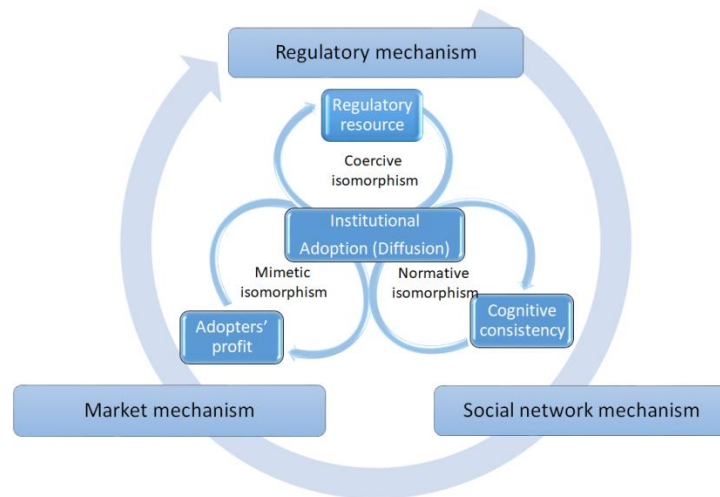 Regulatory mechanism
Regulatory
resource
Coercive
isomorphism
Institutional
Adoption (Diffusion)
Mimetic
isomorphism
Normative
isomorphism
Adopters'
profit
Cognitive
consistency
Market mechanism
Social network mechanism